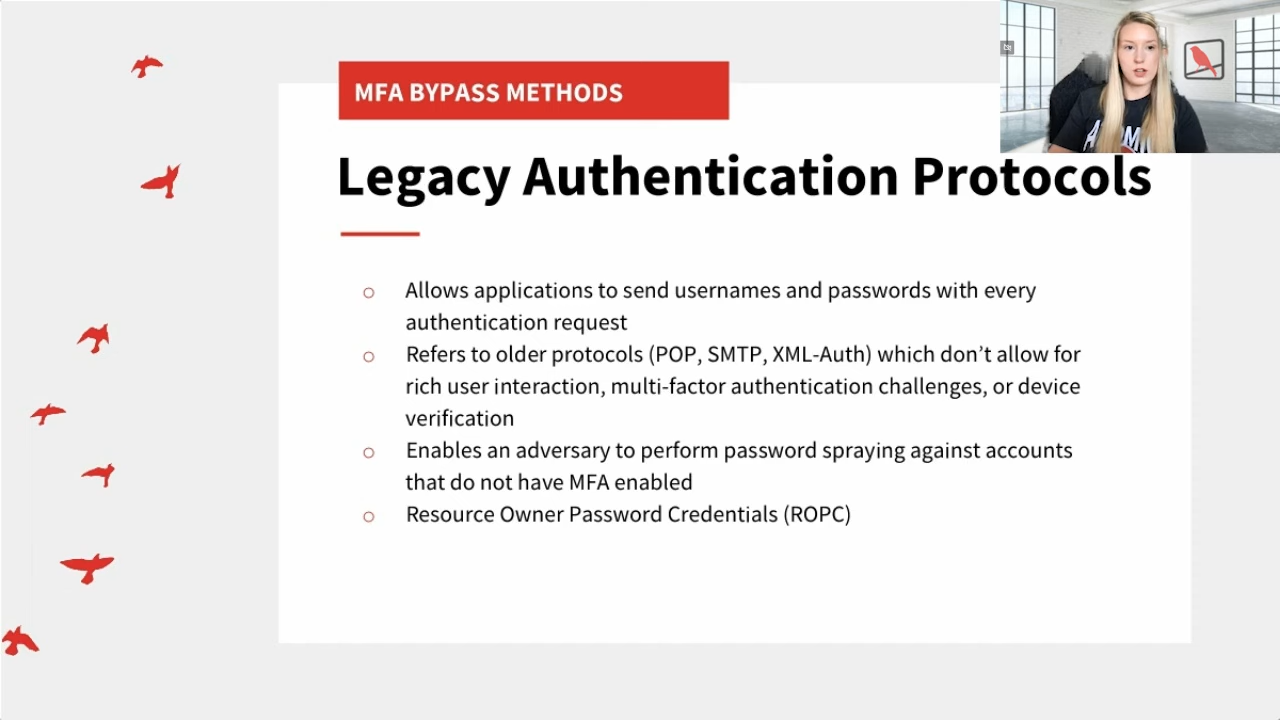 MFA BYPASS METHODS
Legacy Authentication Protocols
Allows applications to send usernames and passwords with every
authentication request
Refers to older protocols (POP, SMTP, XML-Auth) which don’t allow for
rich user interaction, multi-factor authentication challenges, or device
verification
Enables an adversary to perform password spraying against accounts
that do not have MFA enabled
Resource Owner Password Credentials (ROPC)